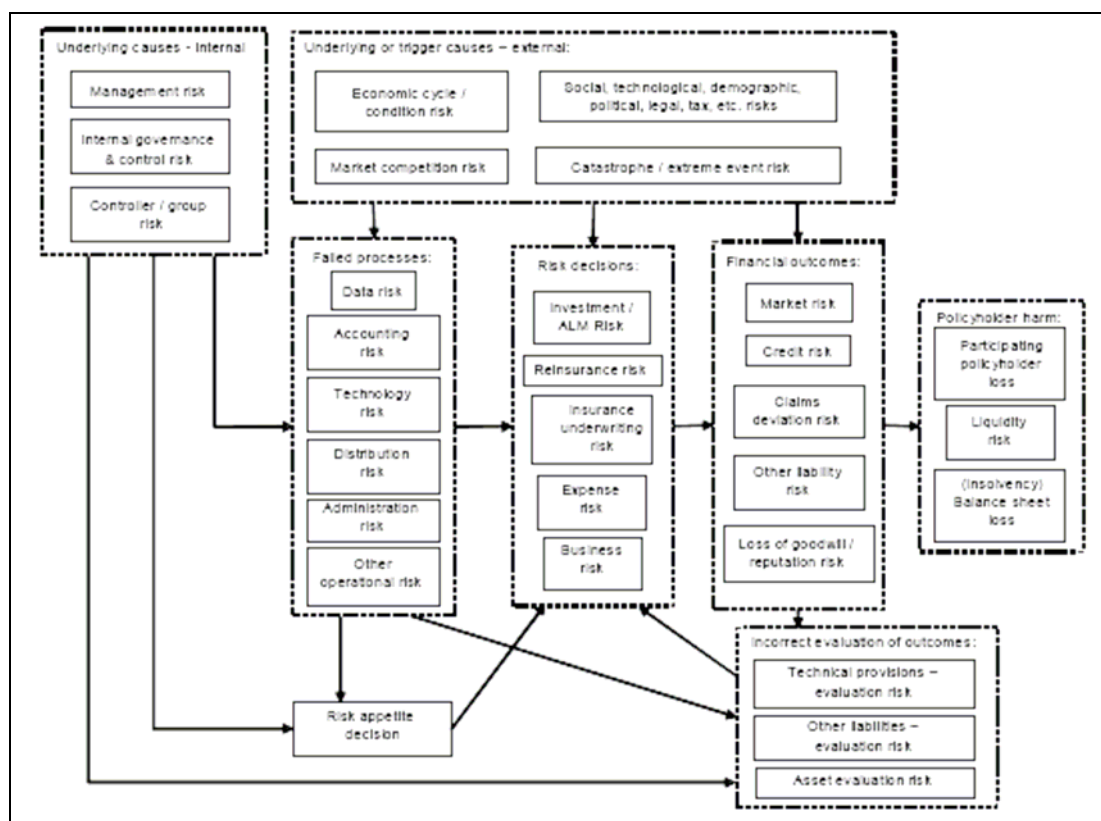 Underlying causes - Internal
Management risk
Internal governance
& control risk
Controller / group
risk
Underlying or trigger causes – external:
Economic cycle /
condition risk
Social, technological, demographic,
political, legal, tax, etc. risks
Market competition risk
Catastrophe / extreme event risk
Failed processes:
Data risk
Accounting
risk
Technology
risk
Distribution
risk
Administration
risk
Other
operational risk
Risk decisions:
Investment /
ALM Risk
Reinsurance risk
Insurance
underwriting
risk
Expense
risk
Business
risk
Financial outcomes:
Market risk
Credit risk
Claims
deviation risk
Other liability
risk
Loss of goodwill /
reputation risk
Policyholder harm:
Participating
policyholder
loss
Liquidity
risk
(Insolvency)
Balance sheet
loss
Risk appetite
decision
Incorrect evaluation of outcomes:
Technical provisions –
evaluation risk
Other liabilities –
evaluation risk
Asset evaluation risk